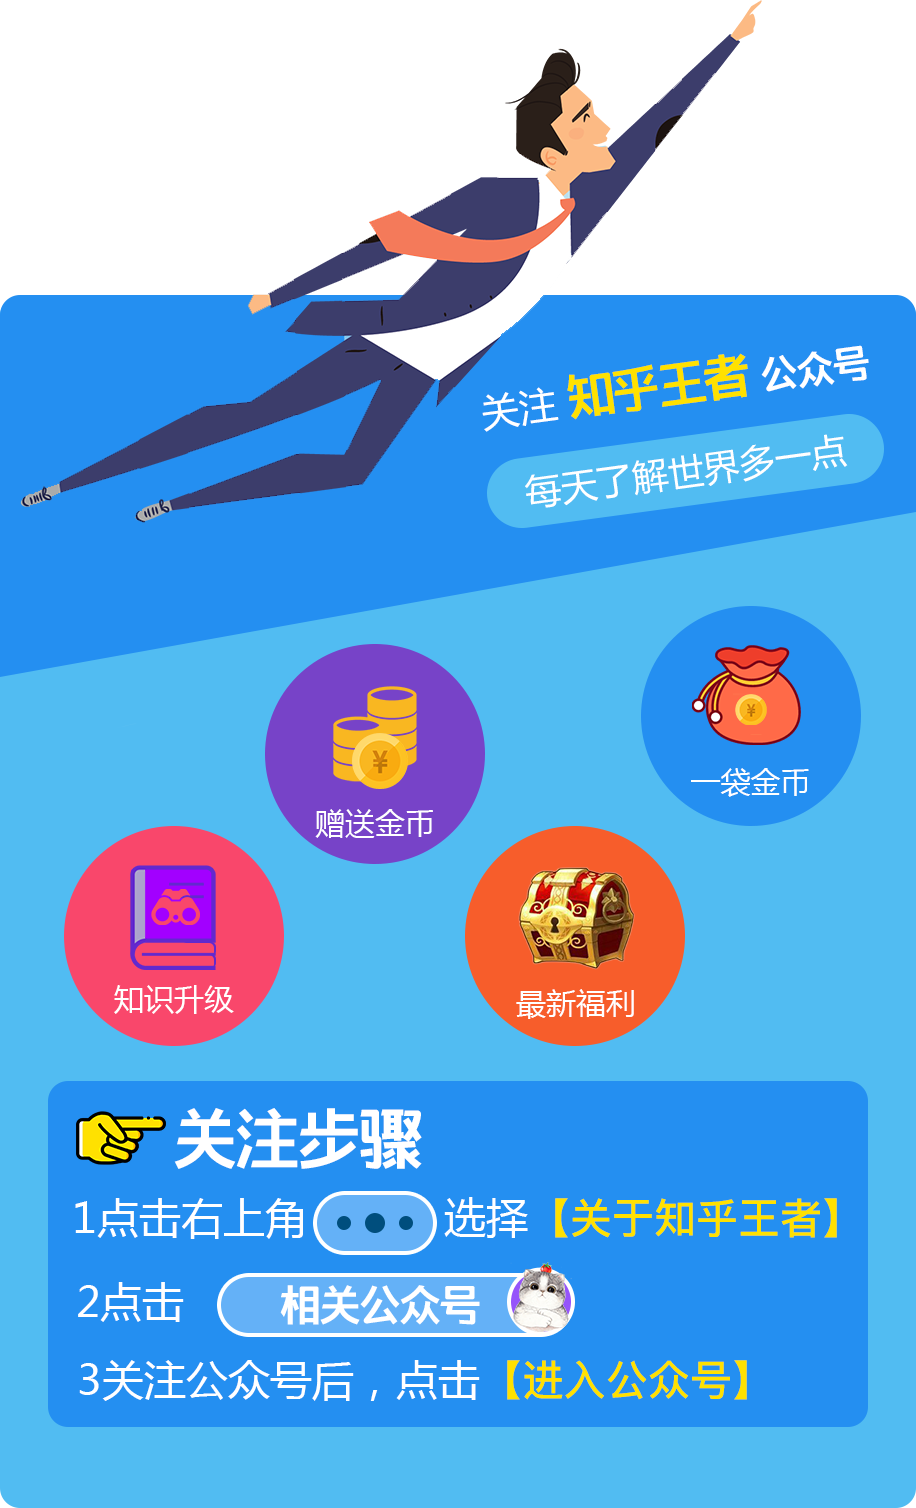 关注 知乎王者 公众号
每天了解世界多一点
¥
一袋金币
¥
赠送金币
知识升级
最新福利
关注步骤
1点击右上角 选择【关于知乎王者】
2点击 相关公众号
3关注公众号后，点击【进入公众号】